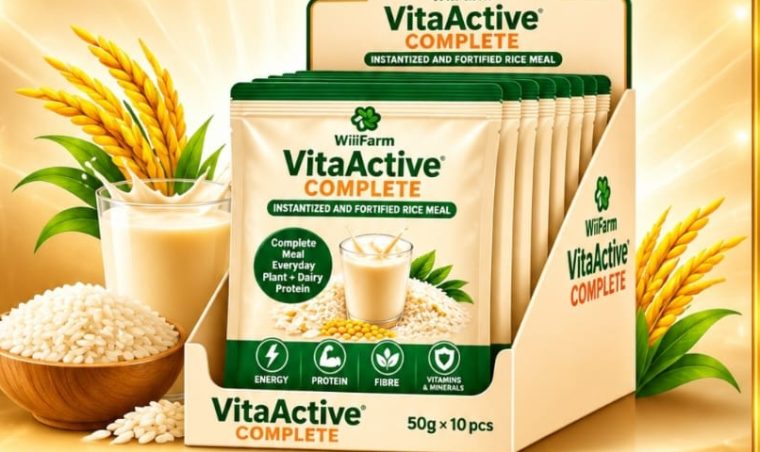 VitaActive®
COMPLETE
INSTANTIZED AND FORTIFIED RICE MEAL
WiiiFarm
VitaActive®
COMPLETE
INSTANTIZED AND FORTIFIED RICE MEAL
Complete
Meal
Everyday
Plant + Dairy
Protein
ENERGY
PROTEIN
FIBRE
VITAMINS
& MINERALS
VitaActive®
COMPLETE
50g × 10 pcs
WiiFarm
VitaActive®
COMPLETE